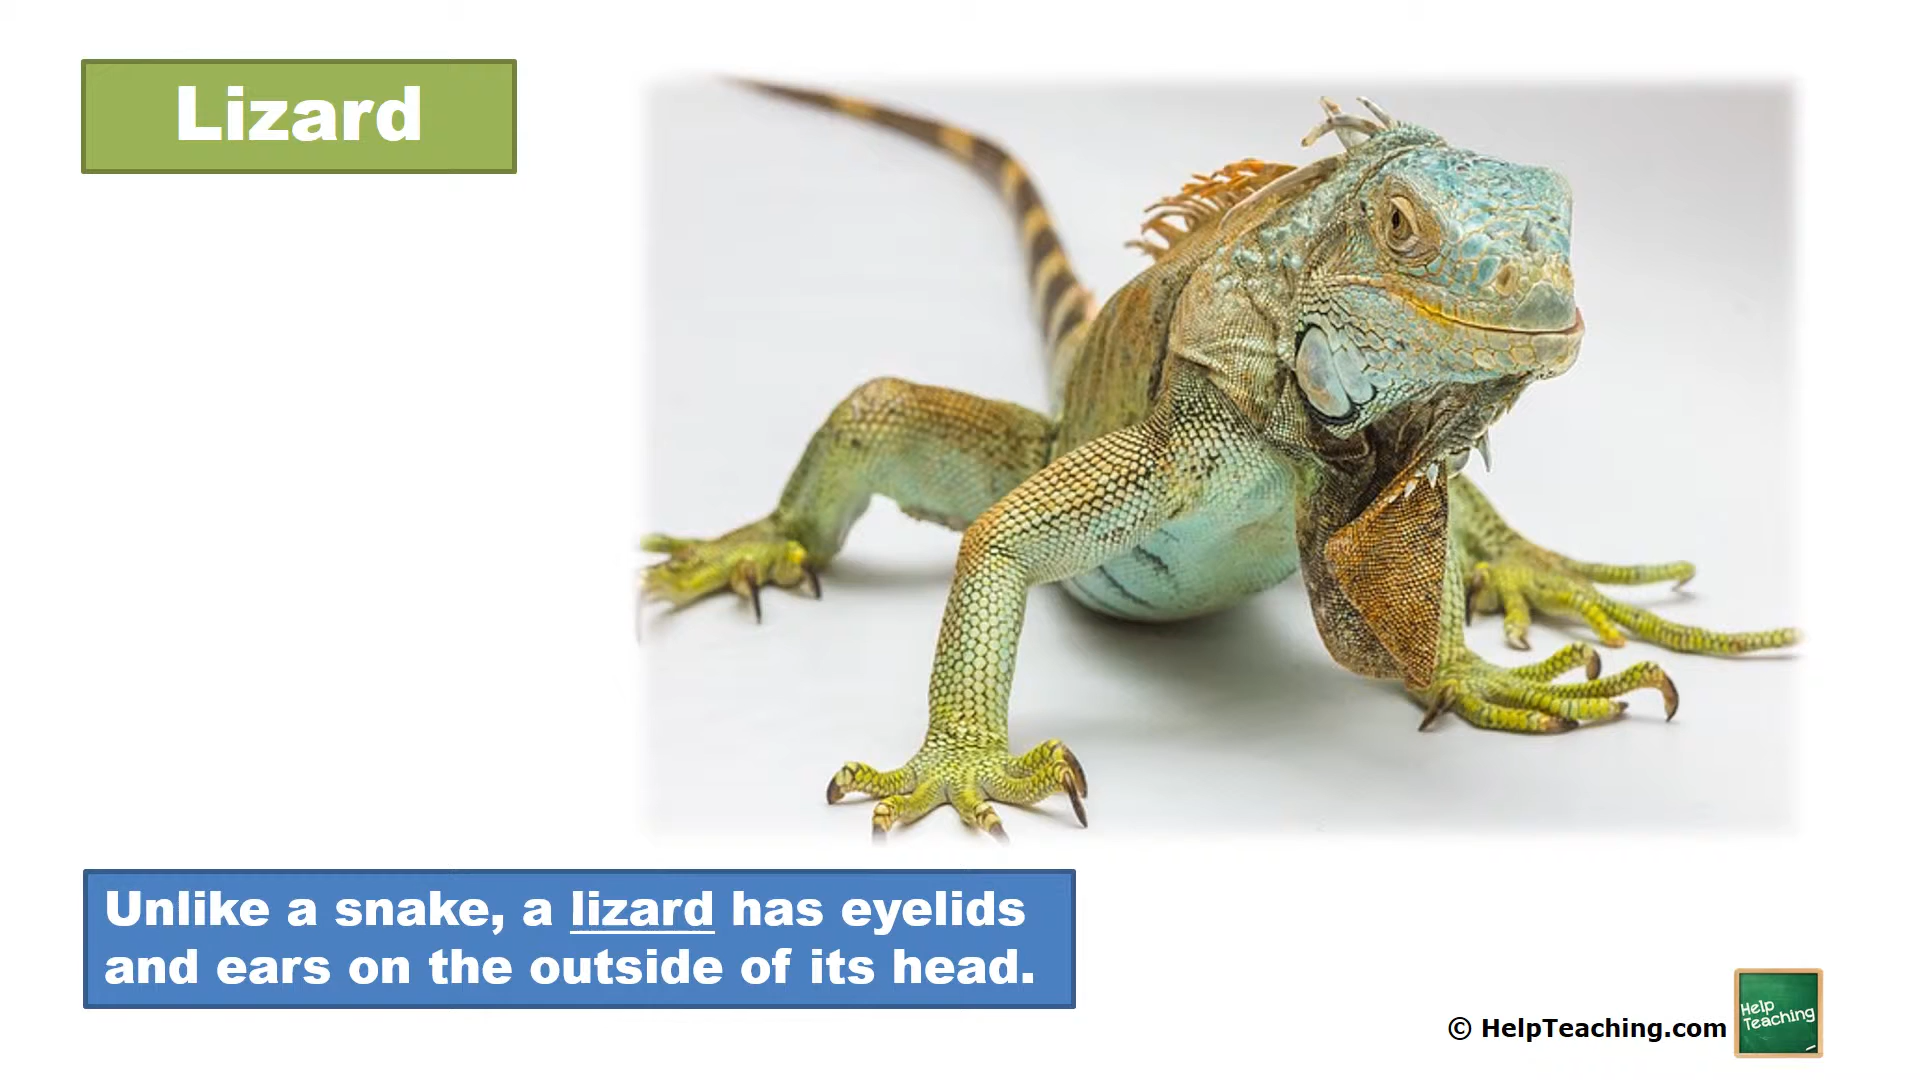 Lizard
Unlike a snake, a lizard has eyelids
and ears on the outside of its head.
© HelpTeaching.com
Help
Teaching